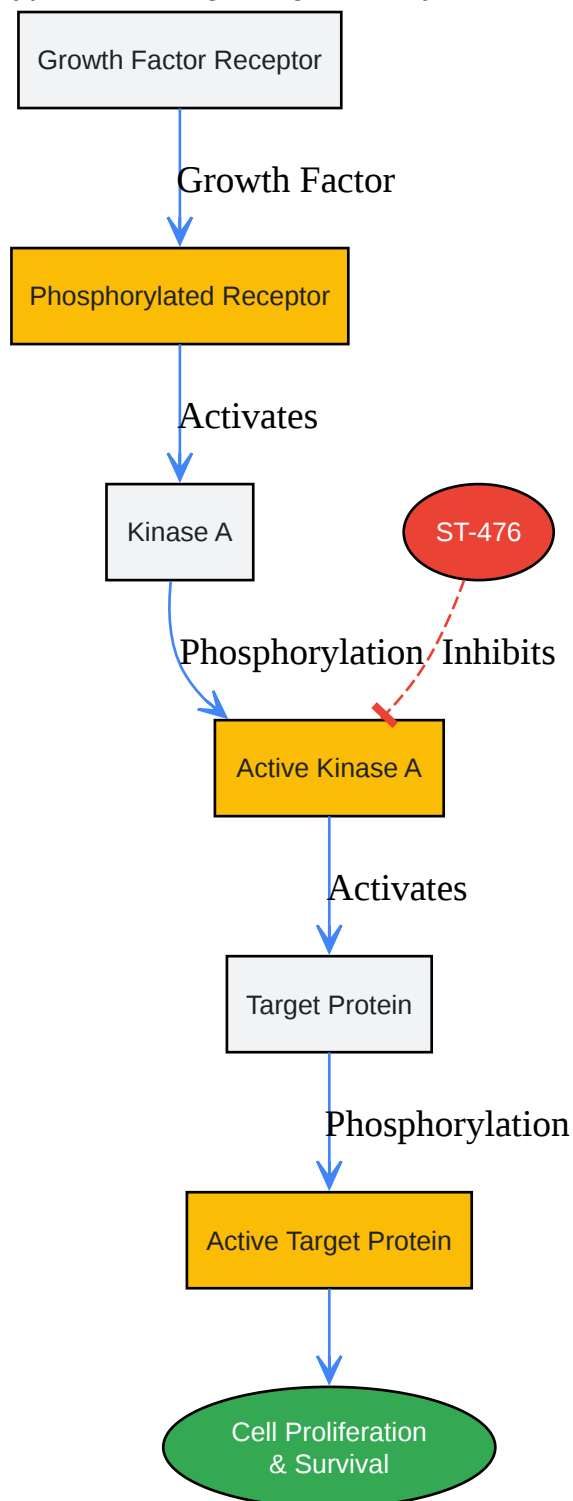 Growth Factor Receptor
Growth Factor
Phosphorylated Receptor
Activates
Kinase A
ST-476
Phosphorylation
Inhibits
Active Kinase A
Activates
Target Protein
Phosphorylation
Active Target Protein
Cell Proliferation
& Survival